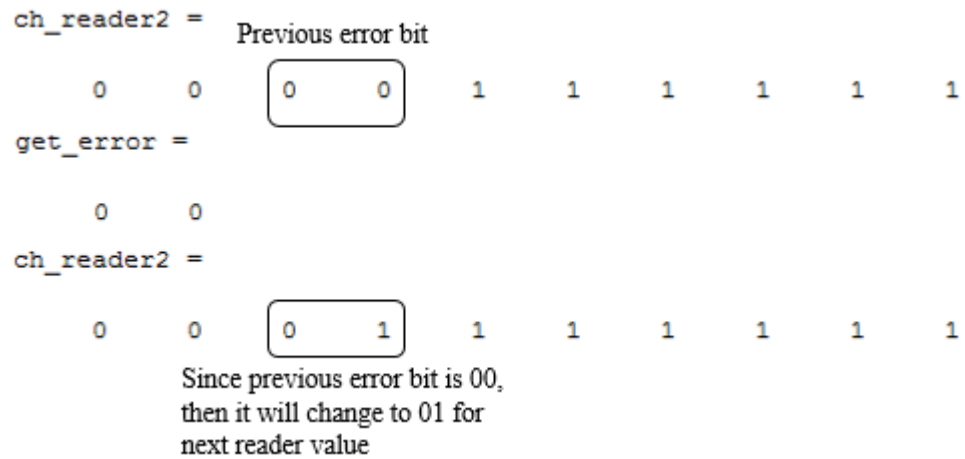 ch_reader2 =
Previous error bit
0 0 0 0 1 1 1 1 1 1
get_error =
0 0
ch_reader2 =
0 0 0 1 1 1 1 1 1 1
Since previous error bit is 00,
then it will change to 01 for
next reader value